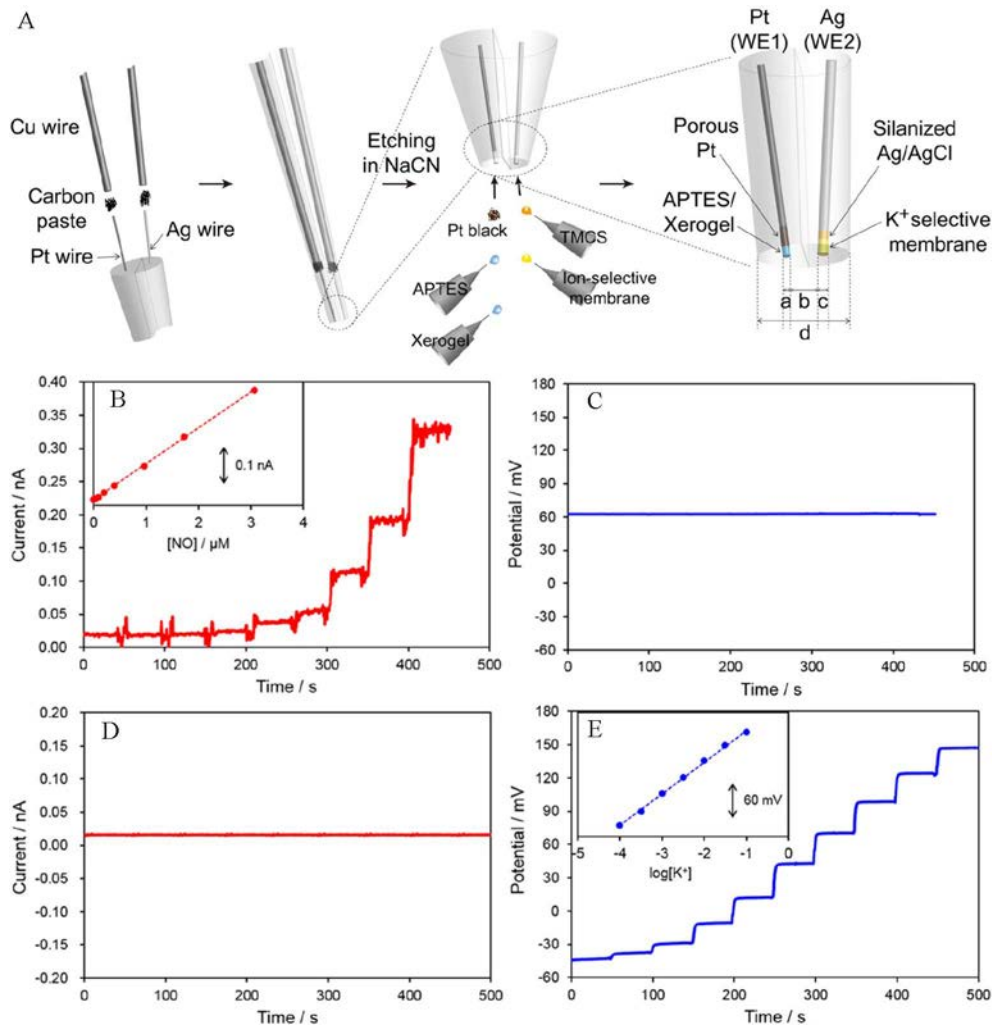 A
Cu wire
Carbon
paste
Pt wire
Ag wire
Etching
in NaCN
Pt black
TMCS
APTES
Ion-selective
membrane
Xerogel
Pt
(WE1)
Ag
(WE2)
Porous
Pt
Silanized
Ag/AgCl
APTES/
Xerogel
K⁺ selective
membrane
a b c
d
B
0.40
0.35
0.30
0.25
0.20
0.15
0.10
0.05
0.00
Current / nA
0.1 nA
0 1 2 3 4
[NO] / µM
0 100 200 300 400 500
Time / s
C
180
150
120
90
60
30
0
-30
-60
Potential / mV
0 100 200 300 400 500
Time / s
D
0.20
0.15
0.10
0.05
0.00
-0.05
-0.10
-0.15
-0.20
Current / nA
0 100 200 300 400 500
Time / s
E
180
150
120
90
60
30
0
-30
-60
Potential / mV
60 mV
-5 -4 -3 -2 -1 0
log[K⁺]
0 100 200 300 400 500
Time / s